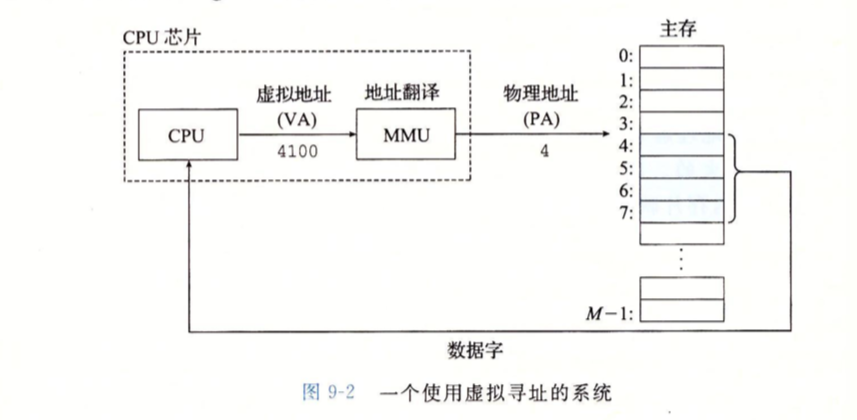 CPU 芯片
主存
虚拟地址
(VA)
4100
地址翻译
物理地址
(PA)
4
CPU
MMU
0:
1:
2:
3:
4:
5:
6:
7:
M−1:
数据字
图 9-2 一个使用虚拟寻址的系统